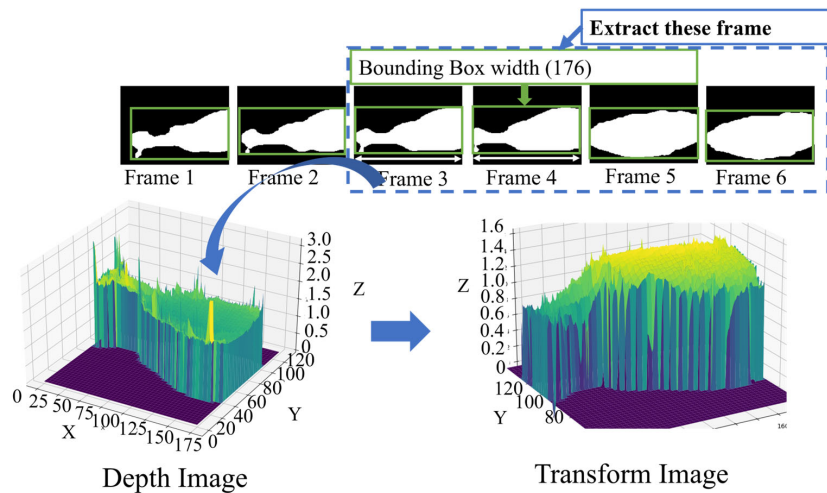 Extract these frame
Bounding Box width (176)
Frame 1
Frame 2
Frame 3
Frame 4
Frame 5
Frame 6
3.0
2.5
2.0
1.5
1.0
0.5
0
Z
120
100
80
60
40
20
0
Y
0
25
50
75
100
125
150
175
X
Depth Image
1.6
1.4
1.2
1.0
0.8
0.6
0.4
0.2
0
Z
120
100
80
Y
160
Transform Image